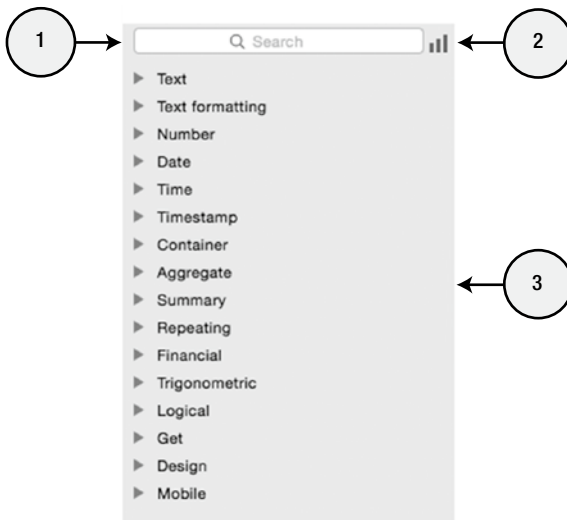 1
Search
2
Text
Text formatting
Number
Date
Time
Timestamp
Container
Aggregate
3
Summary
Repeating
Financial
Trigonometric
Logical
Get
Design
Mobile